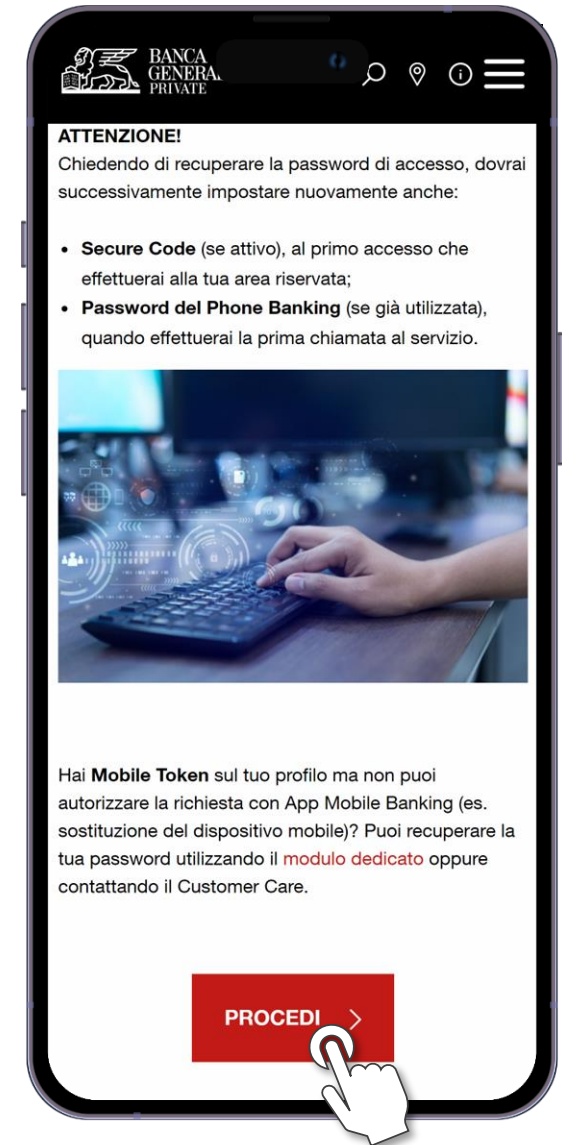 BANCA
GENERA
PRIVATE
ATTENZIONE!
Chiedendo di recuperare la password di accesso, dovrai
successivamente impostare nuovamente anche:
• Secure Code (se attivo), al primo accesso che
effettuerai alla tua area riservata;
• Password del Phone Banking (se già utilizzata),
quando effettuerai la prima chiamata al servizio.
Hai Mobile Token sul tuo profilo ma non puoi
autorizzare la richiesta con App Mobile Banking (es.
sostituzione del dispositivo mobile)? Puoi recuperare la
tua password utilizzando il modulo dedicato oppure
contattando il Customer Care.
PROCEDI